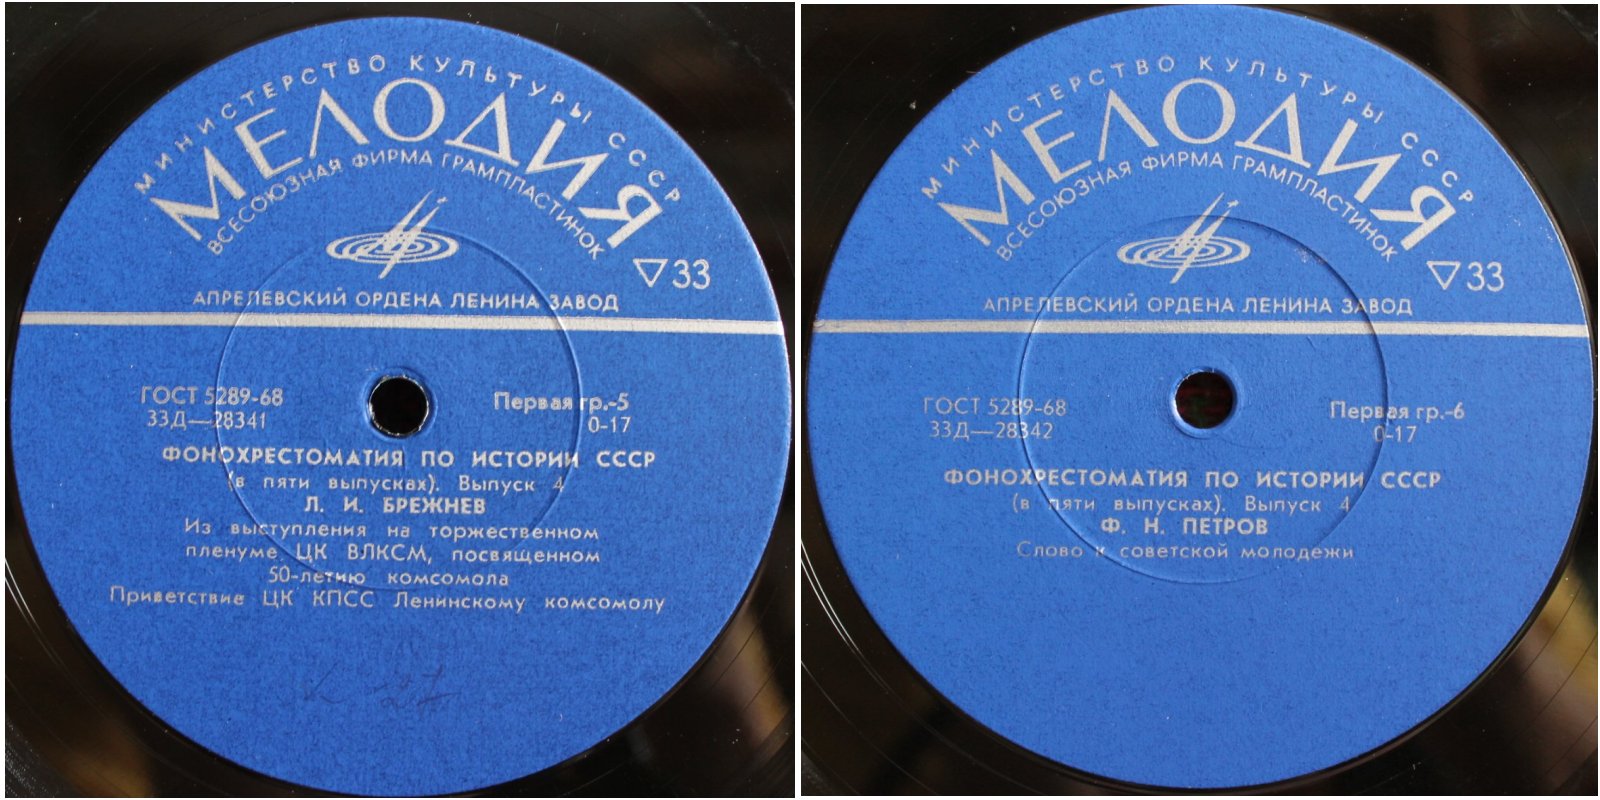 МИНИСТЕРСТВО КУЛЬТУРЫ СССР
МЕЛОДИЯ
ВСЕСОЮЗНАЯ ФИРМА ГРАМПЛАСТИНОК
▽33
АПРЕЛЕВСКИЙ ОРДЕНА ЛЕНИНА ЗАВОД
ГОСТ 5289-68 Первая гр.-5
33Д—28341 0-17
ФОНОХРЕСТОМАТИЯ ПО ИСТОРИИ СССР
(в пяти выпусках). Выпуск 4
Л. И. БРЕЖНЕВ
Из выступления на торжественном
пленуме ЦК ВЛКСМ, посвященном
50-летию комсомола
Приветствие ЦК КПСС Ленинскому комсомолу
МИНИСТЕРСТВО КУЛЬТУРЫ СССР
МЕЛОДИЯ
ВСЕСОЮЗНАЯ ФИРМА ГРАМПЛАСТИНОК
▽33
АПРЕЛЕВСКИЙ ОРДЕНА ЛЕНИНА ЗАВОД
ГОСТ 5289-68 Первая гр.-6
33Д—28342 0-17
ФОНОХРЕСТОМАТИЯ ПО ИСТОРИИ СССР
(в пяти выпусках). Выпуск 4
Ф. Н. ПЕТРОВ
Слово к советской молодежи